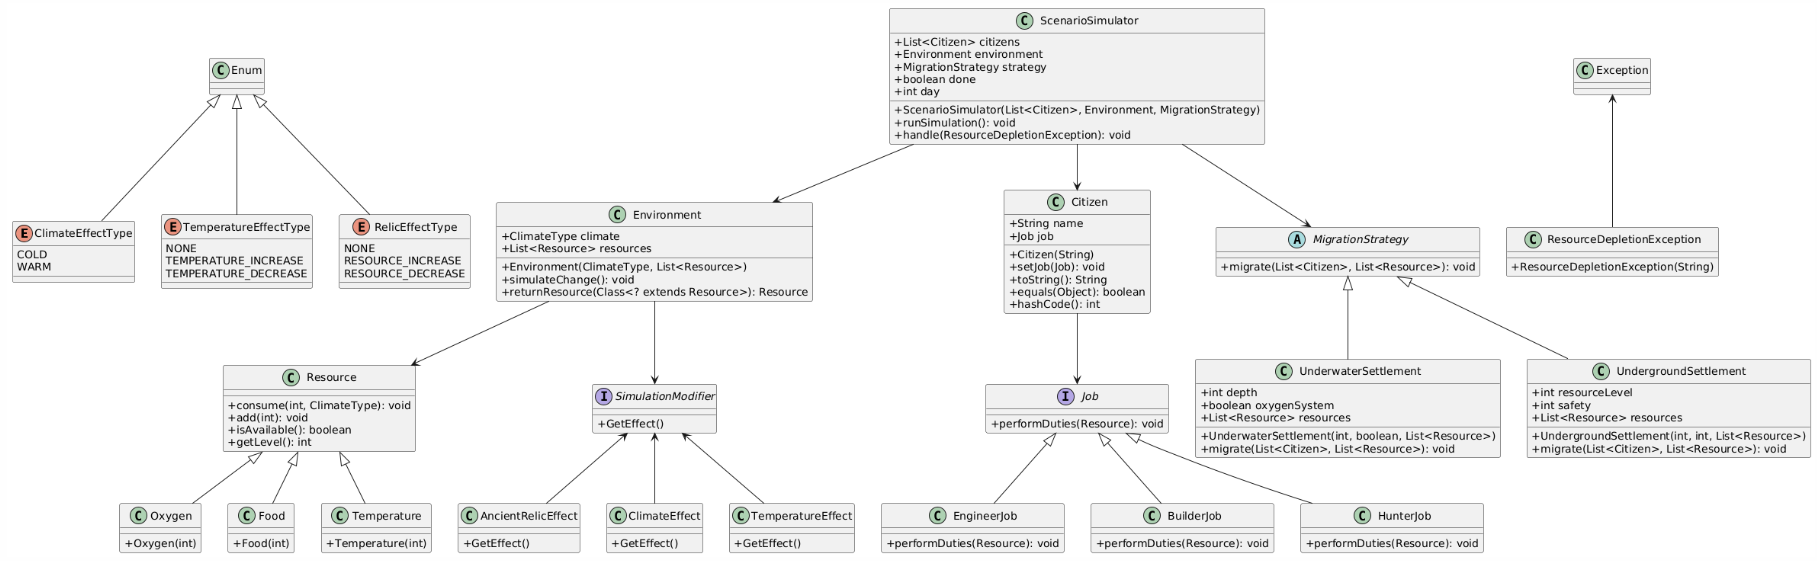 C ScenarioSimulator
+List<Citizen> citizens
+Environment environment
+MigrationStrategy strategy
+boolean done
+int day
+ScenarioSimulator(List<Citizen>, Environment, MigrationStrategy)
+runSimulation(): void
+handle(ResourceDepletionException): void
C Enum
C Exception
E ClimateEffectType
COLD
WARM
E TemperatureEffectType
NONE
TEMPERATURE_INCREASE
TEMPERATURE_DECREASE
E RelicEffectType
NONE
RESOURCE_INCREASE
RESOURCE_DECREASE
C Environment
+ClimateType climate
+List<Resource> resources
+Environment(ClimateType, List<Resource>)
+simulateChange(): void
+returnResource(Class<? extends Resource>): Resource
C Citizen
+String name
+Job job
+Citizen(String)
+setJob(Job): void
+toString(): String
+equals(Object): boolean
+hashCode(): int
A MigrationStrategy
+migrate(List<Citizen>, List<Resource>): void
C ResourceDepletionException
+ResourceDepletionException(String)
C Resource
+consume(int, ClimateType): void
+add(int): void
+isAvailable(): boolean
+getLevel(): int
I SimulationModifier
+GetEffect()
I Job
+performDuties(Resource): void
C UnderwaterSettlement
+int depth
+boolean oxygenSystem
+List<Resource> resources
+UnderwaterSettlement(int, boolean, List<Resource>)
+migrate(List<Citizen>, List<Resource>): void
C UndergroundSettlement
+int resourceLevel
+int safety
+List<Resource> resources
+UndergroundSettlement(int, int, List<Resource>)
+migrate(List<Citizen>, List<Resource>): void
C Oxygen
+Oxygen(int)
C Food
+Food(int)
C Temperature
+Temperature(int)
C AncientRelicEffect
+GetEffect()
C ClimateEffect
+GetEffect()
C TemperatureEffect
+GetEffect()
C EngineerJob
+performDuties(Resource): void
C BuilderJob
+performDuties(Resource): void
C HunterJob
+performDuties(Resource): void